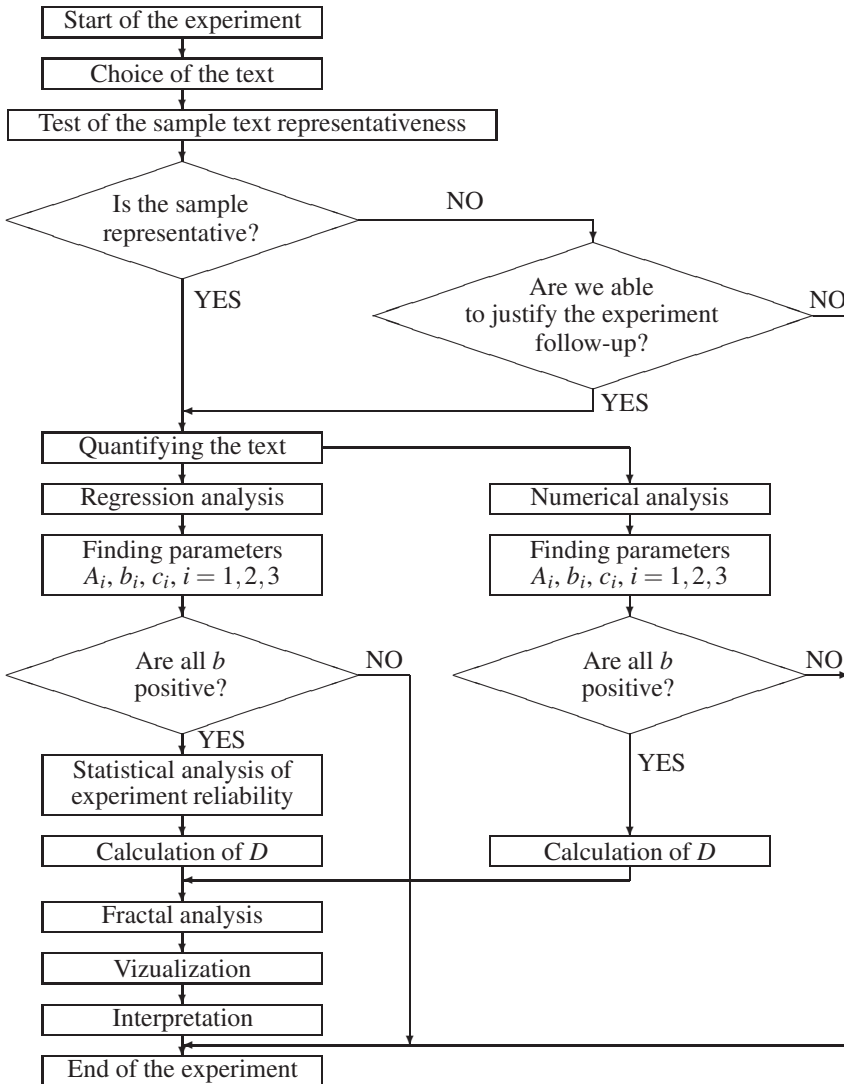 Start of the experiment
Choice of the text
Test of the sample text representativeness
Is the sample
representative?
NO
YES
Are we able
to justify the experiment
follow-up?
NO
YES
Quantifying the text
Regression analysis
Numerical analysis
Finding parameters
A_i, b_i, c_i, i = 1, 2, 3
Finding parameters
A_i, b_i, c_i, i = 1, 2, 3
Are all b
positive?
NO
YES
Are all b
positive?
NO
YES
Statistical analysis of
experiment reliability
Calculation of D
Calculation of D
Fractal analysis
Vizualization
Interpretation
End of the experiment